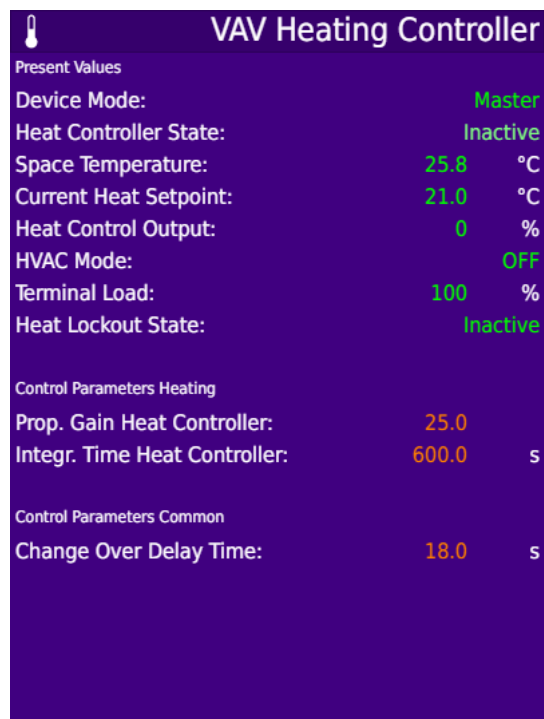 VAV Heating Controller
Present Values
Device Mode: Master
Heat Controller State: Inactive
Space Temperature: 25.8 °C
Current Heat Setpoint: 21.0 °C
Heat Control Output: 0 %
HVAC Mode: OFF
Terminal Load: 100 %
Heat Lockout State: Inactive
Control Parameters Heating
Prop. Gain Heat Controller: 25.0
Integr. Time Heat Controller: 600.0 s
Control Parameters Common
Change Over Delay Time: 18.0 s